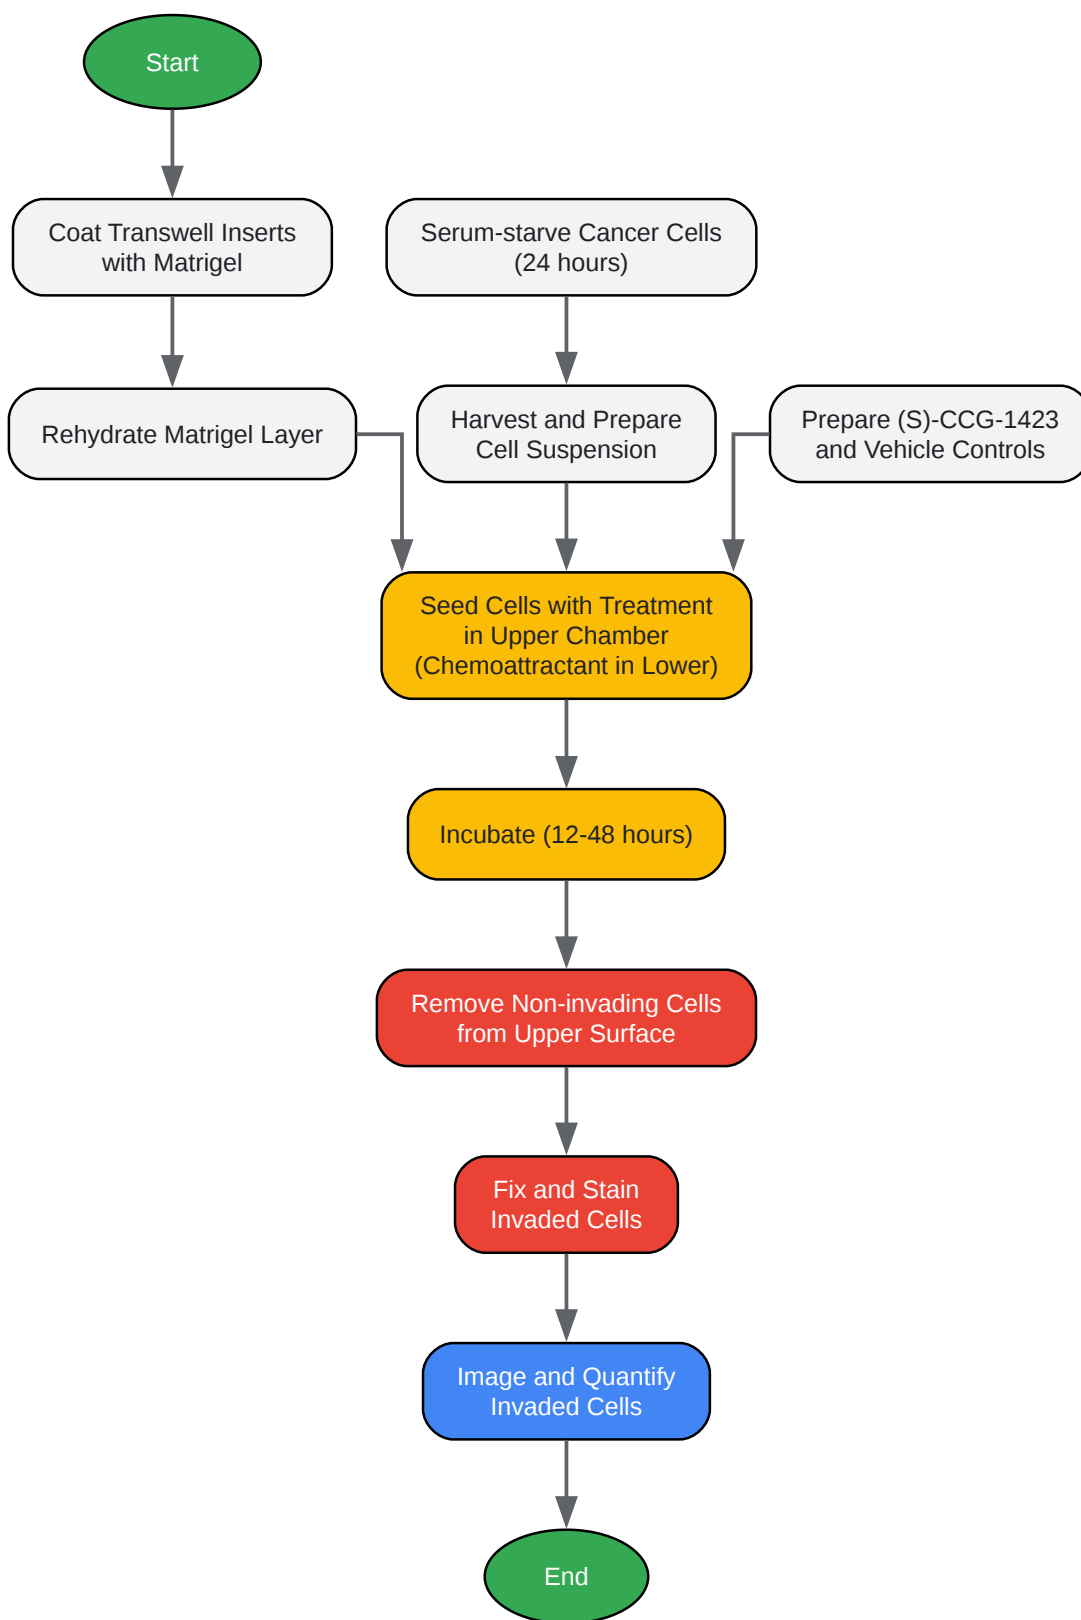 Start
Coat Transwell Inserts
with Matrigel
Serum-starve Cancer Cells
(24 hours)
Rehydrate Matrigel Layer
Harvest and Prepare
Cell Suspension
Prepare (S)-CCG-1423
and Vehicle Controls
Seed Cells with Treatment
in Upper Chamber
(Chemoattractant in Lower)
Incubate (12-48 hours)
Remove Non-invading Cells
from Upper Surface
Fix and Stain
Invaded Cells
Image and Quantify
Invaded Cells
End